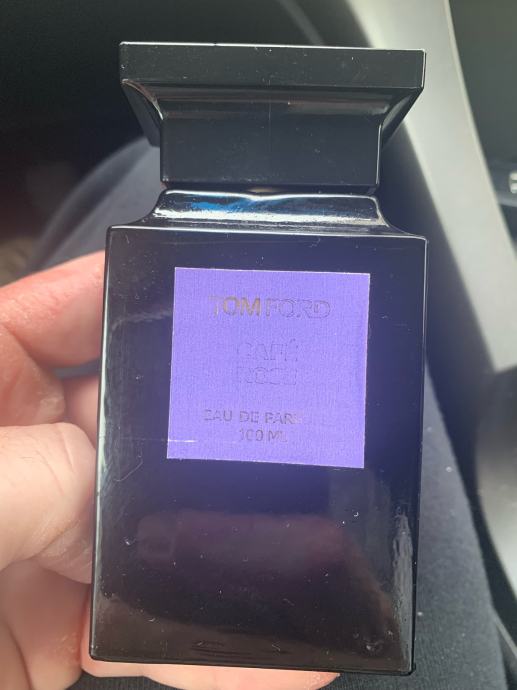 TOM FORD
CAFÉ
ROSE
EAU DE PARF
100 ML